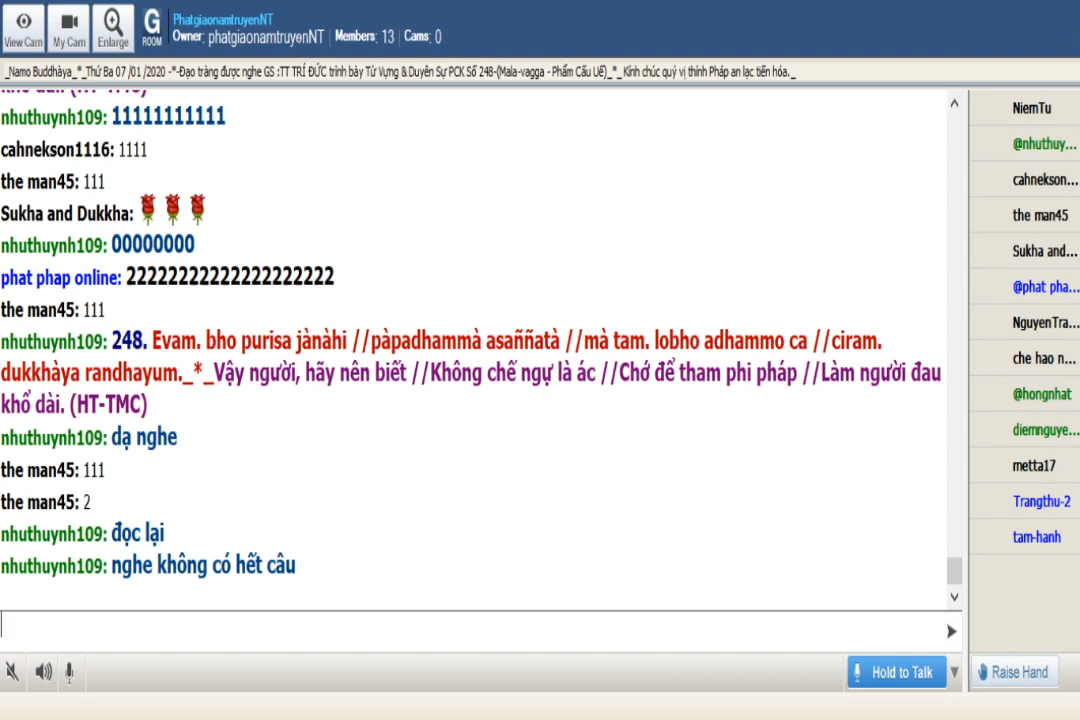 View Cam
My Cam
Enlarge
G
ROOM
PhatgiaonamtruyenNT
Owner: phatgiaonamtruyenNT | Members: 13 | Cams: 0
_Namo Buddhàya_*_Thứ Ba 07 /01 /2020 -*-Đạo tràng được nghe GS :TT TRÍ ĐỨC trình bày Từ Vựng & Duyên Sự PCK Số 248-(Mala-vagga - Phẩm Cấu Uế)_*_ Kính chúc quý vị thính Pháp an lạc tiến hóa._
nhuthuynh109: 11111111111
cahnekson1116: 1111
the man45: 111
Sukha and Dukkha:
nhuthuynh109: 00000000
phat phap online: 22222222222222222222
the man45: 111
nhuthuynh109: 248. Evam. bho purisa jànàhi //pàpadhammà asaññatà //mà tam. lobho adhammo ca //ciram.
dukkhàya randhayum._*_Vậy người, hãy nên biết //Không chế ngự là ác //Chớ để tham phi pháp //Làm người đau
khổ dài. (HT-TMC)
nhuthuynh109: dạ nghe
the man45: 111
the man45: 2
nhuthuynh109: đọc lại
nhuthuynh109: nghe không có hết câu
NiemTu
@nhuthuy...
cahnekson...
the man45
Sukha and...
@phat pha...
NguyenTra...
che hao n...
@hongnhat
diemnguye...
metta17
Trangthu-2
tam-hanh
Hold to Talk
Raise Hand